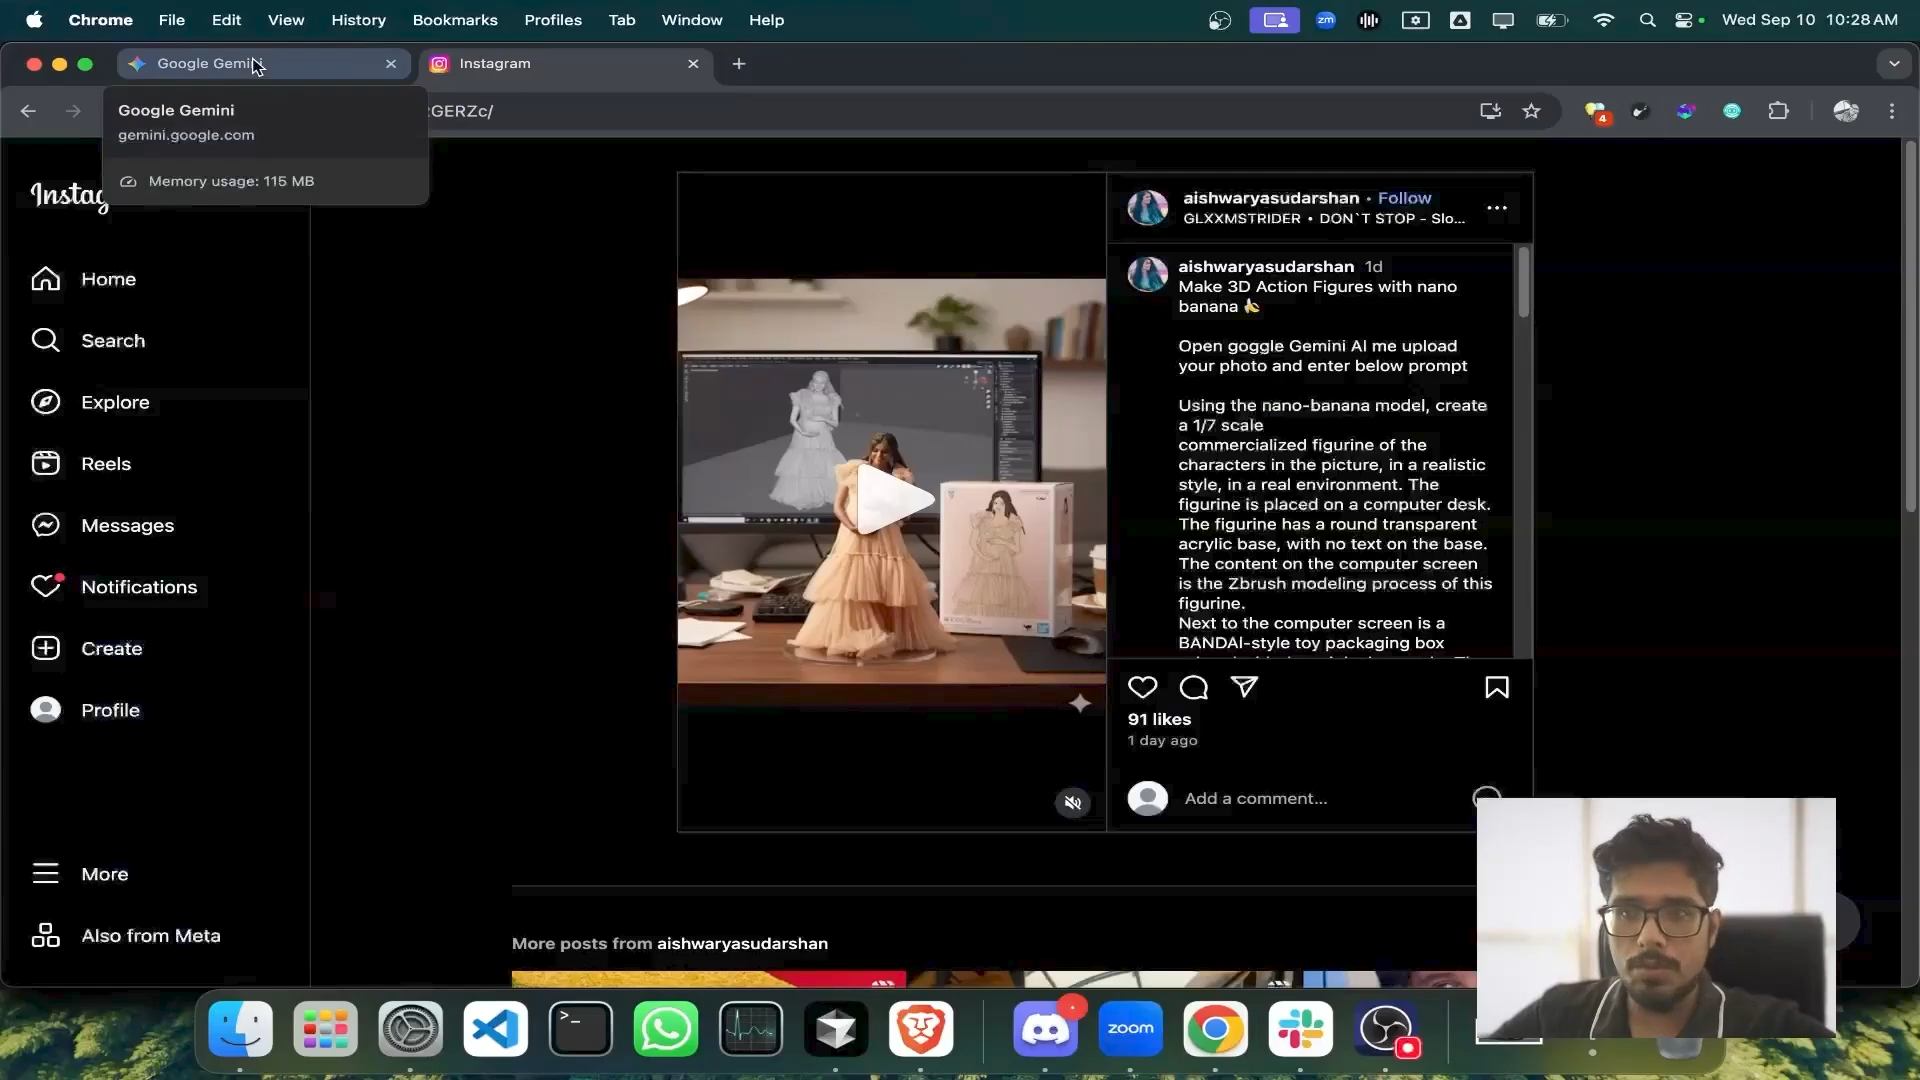 Chrome File Edit View History Bookmarks Profiles Tab Window Help
zm
Wed Sep 10 10:28 AM
Google Gemini
Instagram
Google Gemini
gemini.google.com
Memory usage: 115 MB
GERZc/
4
Instag
Home
Search
Explore
Reels
Messages
Notifications
Create
Profile
More
Also from Meta
aishwaryasudarshan • Follow
GLXXMSTRIDER • DON`T STOP - Slo...
aishwaryasudarshan 1d
Make 3D Action Figures with nano
banana
Open goggle Gemini AI me upload
your photo and enter below prompt
Using the nano-banana model, create
a 1/7 scale
commercialized figurine of the
characters in the picture, in a realistic
style, in a real environment. The
figurine is placed on a computer desk.
The figurine has a round transparent
acrylic base, with no text on the base.
The content on the computer screen
is the Zbrush modeling process of this
figurine.
Next to the computer screen is a
BANDAI-style toy packaging box
91 likes
1 day ago
Add a comment...
More posts from aishwaryasudarshan
zoom